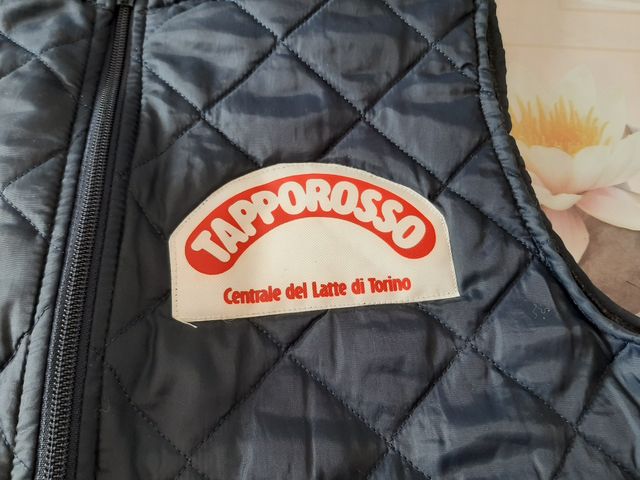 TAPPOROSSO
Centrale del Latte di Torino